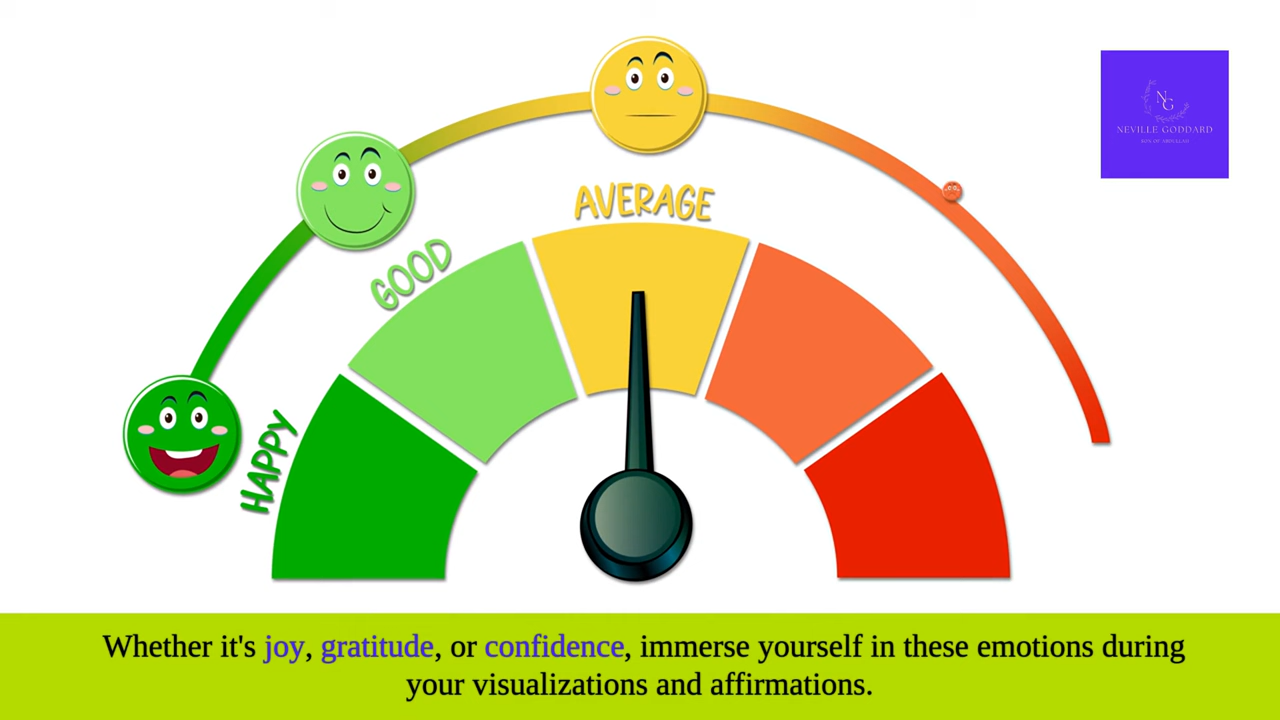 NG
NEVILLE GODDARD
AVERAGE
GOOD
HAPPY
Whether it's joy, gratitude, or confidence, immerse yourself in these emotions during
your visualizations and affirmations.